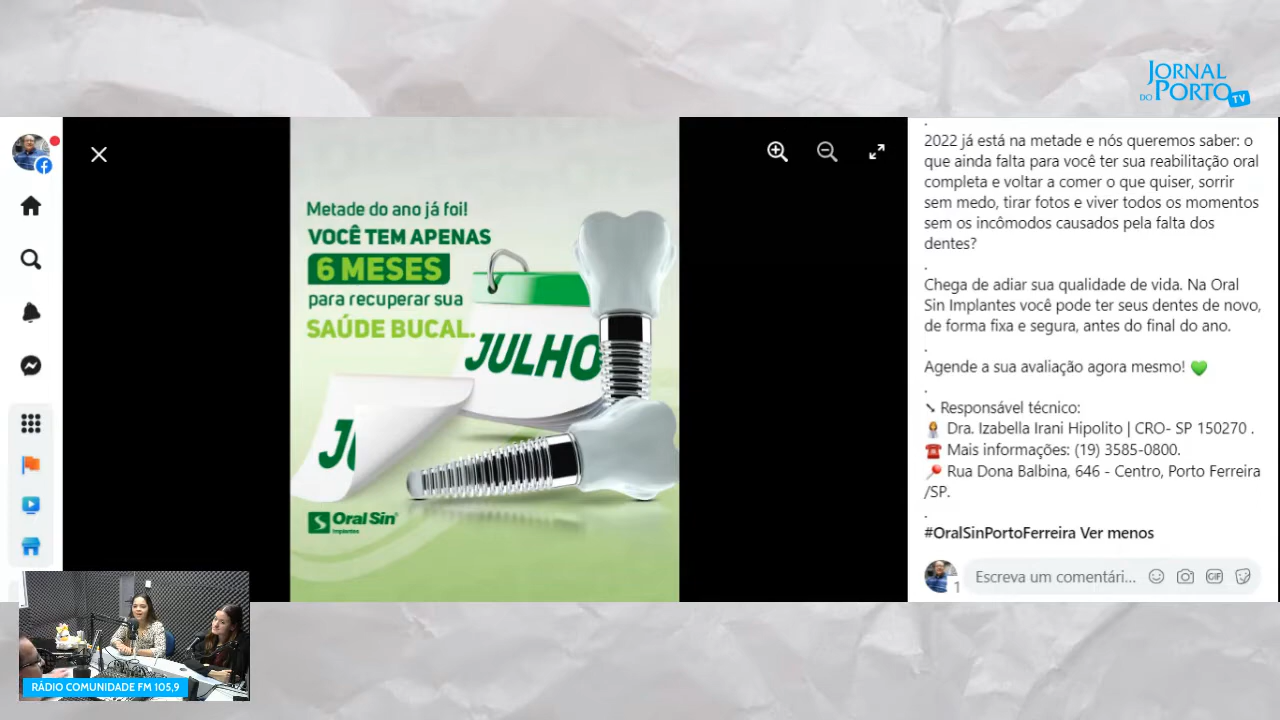 JORNAL
DO PORTO
TV
Metade do ano já foi!
VOCÊ TEM APENAS
6 MESES
para recuperar sua
SAÚDE BUCAL.
JULHO
JU
Oral Sin®
Implantes
.
2022 já está na metade e nós queremos saber: o
que ainda falta para você ter sua reabilitação oral
completa e voltar a comer o que quiser, sorrir
sem medo, tirar fotos e viver todos os momentos
sem os incômodos causados pela falta dos
dentes?
.
Chega de adiar sua qualidade de vida. Na Oral
Sin Implantes você pode ter seus dentes de novo,
de forma fixa e segura, antes do final do ano.
.
Agende a sua avaliação agora mesmo! 💚
.
Responsável técnico:
Dra. Izabella Irani Hipolito | CRO- SP 150270 .
☎️ Mais informações: (19) 3585-0800.
📍 Rua Dona Balbina, 646 - Centro, Porto Ferreira
/SP.
.
#OralSinPortoFerreira Ver menos
Escreva um comentári...
GIF
1
RÁDIO COMUNIDADE FM 105,9